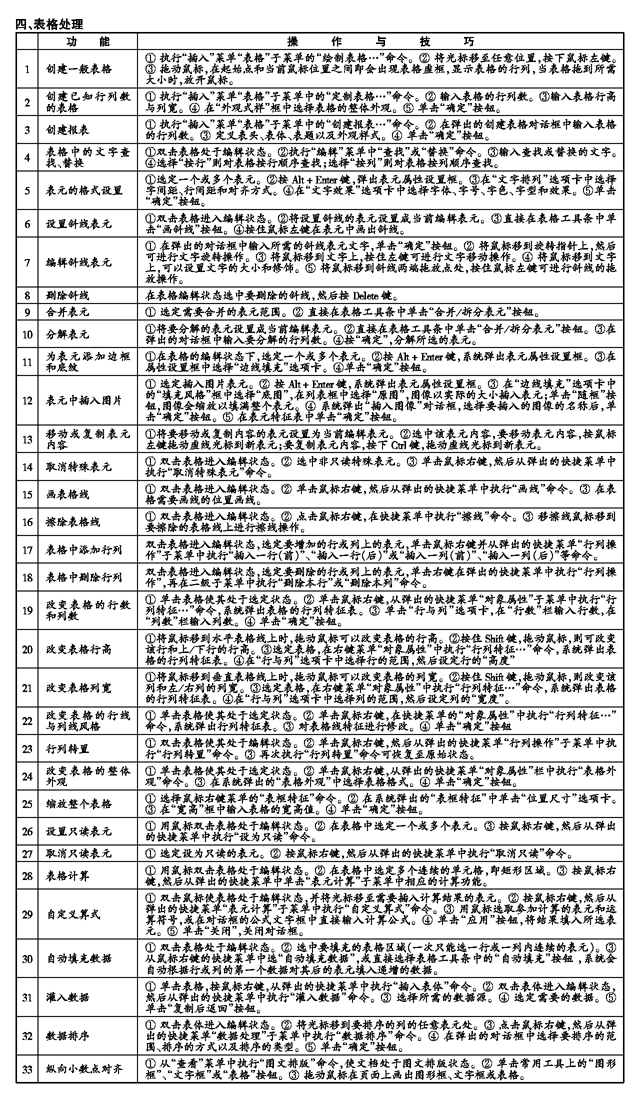 四、表格处理
功能 操作与技巧
1 创建一般表格 ① 执行“插入”菜单“表格”子菜单的“绘制表格…”命令。② 将光标移至任意位置,按下鼠标左键。
③ 拖动鼠标,在起始点和当前鼠标位置之间即会出现表格虚框,显示表格的行列,当表格拖到所需
大小时,放开鼠标。
2 创建已知行列数 ① 执行“插入”菜单“表格”子菜单中的“定制表格…”命令。② 输入表格的行列数。③输入表格行高
的表格 与列宽。④ 在“外观式样”框中选择表格的整体外观。⑤ 单击“确定”按钮。
3 创建报表 ① 执行“插入”菜单“表格”子菜单中的“创建报表…”命令。② 在弹出的创建表格对话框中输入表格
的行列数。③ 定义表头、表体、表题以及外观样式。④ 单击“确定”按钮。
4 表格中的文字查 ①双击表格处于编辑状态。②执行“编辑”菜单中“查找”或“替换”命令。③输入查找或替换的文字。
找、替换 ④选择“按行”则对表格按行顺序查找;选择“按列”则对表格按列顺序查找。
5 表元的格式设置 ①选定一个或多个表元。②按 Alt + Enter键,弹出表元属性设置框。③在“文字排列”选项卡中选择
字间距、行间距和对齐方式。④在“文字效果”选项卡中选择字体、字号、字色、字型和效果。⑤单击
“确定”按钮。
6 设置斜线表元 ①双击表格进入编辑状态。②将设置斜线的表元设置成当前编辑表元。③直接在表格工具条中单
击“画斜线”按钮。④按住鼠标左键在表元中画出斜线。
7 编辑斜线表元 ① 在弹出的对话框中输入所需的斜线表元文字,单击“确定”按钮。② 将鼠标移到旋转指针上,然后
可进行文字旋转操作。③ 将鼠标移到文字上,按住左键可进行文字移动操作。④ 将鼠标移到文字
上,可以设置文字的大小和修饰。⑤ 将鼠标移到斜线两端拖放点处,按住鼠标左键可进行斜线的拖
放操作。
8 删除斜线 在表格编辑状态选中要删除的斜线,然后按 Delete 键。
9 合并表元 ① 选定需要合并的表元范围。② 直接在表格工具条中单击“合并/拆分表元”按钮。
10 分解表元 ①将要分解的表元设置成当前编辑表元。②直接在表格工具条中单击“合并/拆分表元”按钮。③在
弹出的对话框中输入要分解的行列数。④按“确定”,分解所选的表元。
11 为表元添加边框 ①在表格的编辑状态下,选定一个或多个表元。②按 Alt + Enter键,系统弹出表元属性设置框。③在
和底纹 属性设置框中选择“边线填充”选项卡。④单击“确定”按钮。
12 表元中插入图片 ① 选定插入图片表元。② 按 Alt + Enter键,系统弹出表元属性设置框。③ 在“边线填充”选项卡中
的“填充风格”框中选择“底图”,在列表框中选择“原图”,图像以实际的大小插入表元;单击“随框”按
钮,图像会缩放以填满整个表元。④ 系统弹出“插入图像”对话框,选择要插入的图像的名称后,单
击“确定”按钮。⑤ 在表元特征表中单击“确定”按钮。
13 移动或复制表元 ①将要移动或复制内容的表元设置为当前编辑表元。②选中该表元内容,要移动表元内容,按鼠标
内容 左键拖动虚线光标到新表元;要复制表元内容,按下 Ctrl 键,拖动虚线光标到新表元。
14 取消特殊表元 ① 双击表格进入编辑状态。② 选中非只读特殊表元。③ 单击鼠标右键,然后从弹出的快捷菜单中
执行“取消特殊表元”命令。
15 画表格线 ① 双击表格进入编辑状态。② 单击鼠标右键,然后从弹出的快捷菜单中执行“画线”命令。③ 在表
格需要画线的位置画线。
16 擦除表格线 ① 双击表格进入编辑状态。② 点击鼠标右键,在快捷菜单中执行“擦线”命令。③ 移擦线鼠标移到
要擦除的表格线上进行擦线操作。
17 表格中添加行列 双击表格进入编辑状态,选定要增加的行或列上的表元,单击鼠标右键并从弹出的快捷菜单“行列操
作”子菜单中执行“插入一行(前)”、“插入一行(后)”或“插入一列(前)”、“插入一列(后)”等命令。
18 表格中删除行列 双击表格进入编辑状态,选定要删除的行或列上的表元,单击右键在弹出的快捷菜单中执行“行列操
作”,再在二级子菜单中执行“删除本行”或“删除本列”命令。
19 改变表格的行数 ① 单击表格使其处于选定状态。② 单击鼠标右键,从弹出的快捷菜单“对象属性”子菜单中执行“行
和列数 列特征…”命令,系统弹出表格的行列特征表。③ 单击“行与列”选项卡,在“行数”栏输入行数,在
“列数”栏输入列数。④ 单击“确定”按钮。
20 改变表格行高 ①将鼠标移到水平表格线上时,拖动鼠标可以改变表格的行高。②按住 Shift 键,拖动鼠标,则可改变
该行和上/下行的行高。③选定表格,在右键菜单“对象属性”中执行“行列特征…”命令,系统弹出表
格的行列特征表。④在“行与列”选项卡中选择行的范围,然后设定行的“高度”
21 改变表格列宽 ①将鼠标移到垂直表格线上时,拖动鼠标可以改变表格的列宽。②按住 Shift 键,拖动鼠标,则改变该
列和左/右列的列宽。③选定表格,在右键菜单“对象属性”中执行“行列特征…”命令,系统弹出表格
的行列特征表。④在“行与列”选项卡中选择列的范围,然后设定列的“宽度”。
22 改变表格的行线 ① 单击表格使其处于选定状态。② 单击鼠标右键,在快捷菜单的“对象属性”中执行“行列特征…”
与列线风格 命令,系统弹出行列特征表。③ 对表格线特征进行修改。④ 单击“确定”按钮
23 行列转置 ① 双击表格使其处于编辑状态。② 单击鼠标右键,然后从弹出的快捷菜单“行列操作”子菜单中执
行“行列转置”命令。③ 再次执行“行列转置”命令可恢复至原始状态。
24 改变表格的整体 ① 单击表格使其处于选定状态。② 单击鼠标右键,从弹出的快捷菜单“对象属性”栏中执行“表格外
外观 观”命令。③ 在系统弹出的“表格外观”中选择表格格式。④ 单击“确定”按钮。
25 缩放整个表格 ① 选择鼠标右键菜单的“表框特征”命令。② 在系统弹出的“表框特征”中单击“位置尺寸”选项卡。
③ 在“宽高”框中输入表格的宽高值。④ 单击“确定”按钮。
26 设置只读表元 ① 用鼠标双击表格处于编辑状态。② 在表格中选定一个或多个表元。③ 按鼠标右键,然后从弹出
的快捷菜单中执行“设为只读”命令。
27 取消只读表元 ① 选定设为只读的表元。② 按鼠标右键,然后从弹出的快捷菜单中执行“取消只读”命令。
28 表格计算 ① 用鼠标双击表格处于编辑状态。② 在表格中选定多个连续的单元格,即矩形区域。③ 按鼠标右
键,然后从弹出的快捷菜单中单击“表元计算”子菜单中相应的计算功能。
29 自定义算式 ① 双击鼠标使表格处于编辑状态,并将光标移至需要插入计算结果的表元。② 按鼠标右键,然后从
弹出的快捷菜单“表元计算”子菜单中执行“自定义算式”命令。③ 用鼠标选取参加计算的表元和运
算符号,或在对话框的公式文字框中直接输入计算公式。④ 单击“应用”按钮,将结果填入所选表
元。⑤ 单击“关闭”,关闭对话框。
30 自动填充数据 ① 双击表格处于编辑状态。② 选中要填充的表格区域(一次只能选一行或一列内连续的表元)。③
从鼠标右键的快捷菜单中选“自动填充数据”,或直接选择表格工具条中的“自动填充”按钮,系统会
自动根据行或列的第一个数据对其后的表元填入递增的数据。
31 灌入数据 ① 单击表格,按鼠标右键,从弹出的快捷菜单中执行“插入表体”命令。② 双击表体进入编辑状态,
然后从弹出的快捷菜单中执行“灌入数据”命令。③ 选择所需的数据源。④ 选定需要的数据。⑤
单击“复制后返回”按钮。
32 数据排序 ① 双击表体进入编辑状态。② 将光标移到要排序的列的任意表元处。③ 点击鼠标右键,然后从弹
出的快捷菜单“数据处理”子菜单中执行“数据排序”命令。④ 在弹出的对话框中选择要排序的范
围、排序的方式以及排序的类型。⑤ 单击“确定”按钮。
33 纵向小数点对齐 ① 从“查看”菜单中执行“图文排版”命令,使文档处于图文排版状态。② 单击常用工具上的“图形
框”、“文字框”或“表格”按钮。③ 拖动鼠标在页面上画出图形框、文字框或表格。